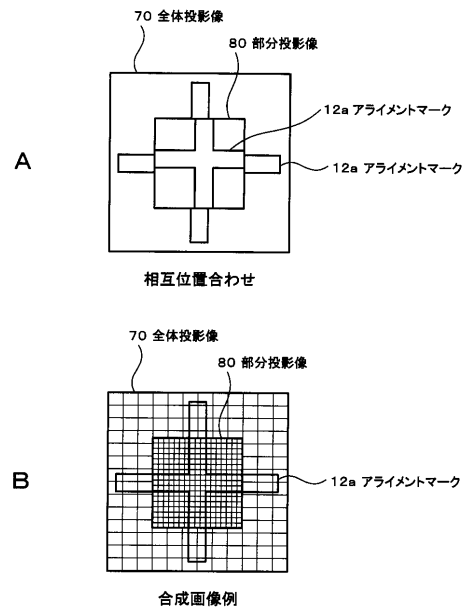 70 全体投影像
80 部分投影像
12a アライメントマーク
A
12a アライメントマーク
相互位置合わせ
70 全体投影像
80 部分投影像
B
12a アライメントマーク
合成画像例